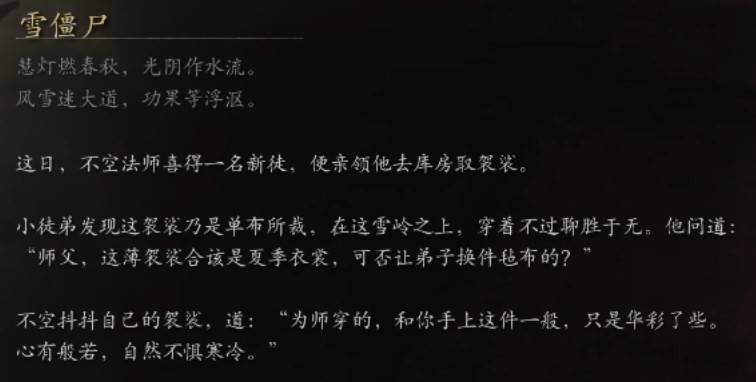 雪僵尸
慧灯燃春秋，光阴作水流。
风雪迷大道，功果等浮沤。
这日，不空法师喜得一名新徒，便亲领他去库房取袈裟。
小徒弟发现这袈裟乃是单布所裁，在这雪岭之上，穿着不过聊胜于无。他问道：
“师父，这薄袈裟合该是夏季衣裳，可否让弟子换件毡布的？”
不空抖抖自己的袈裟，道：“为师穿的，和你手上这件一般，只是华彩了些。
心有般若，自然不惧寒冷。”